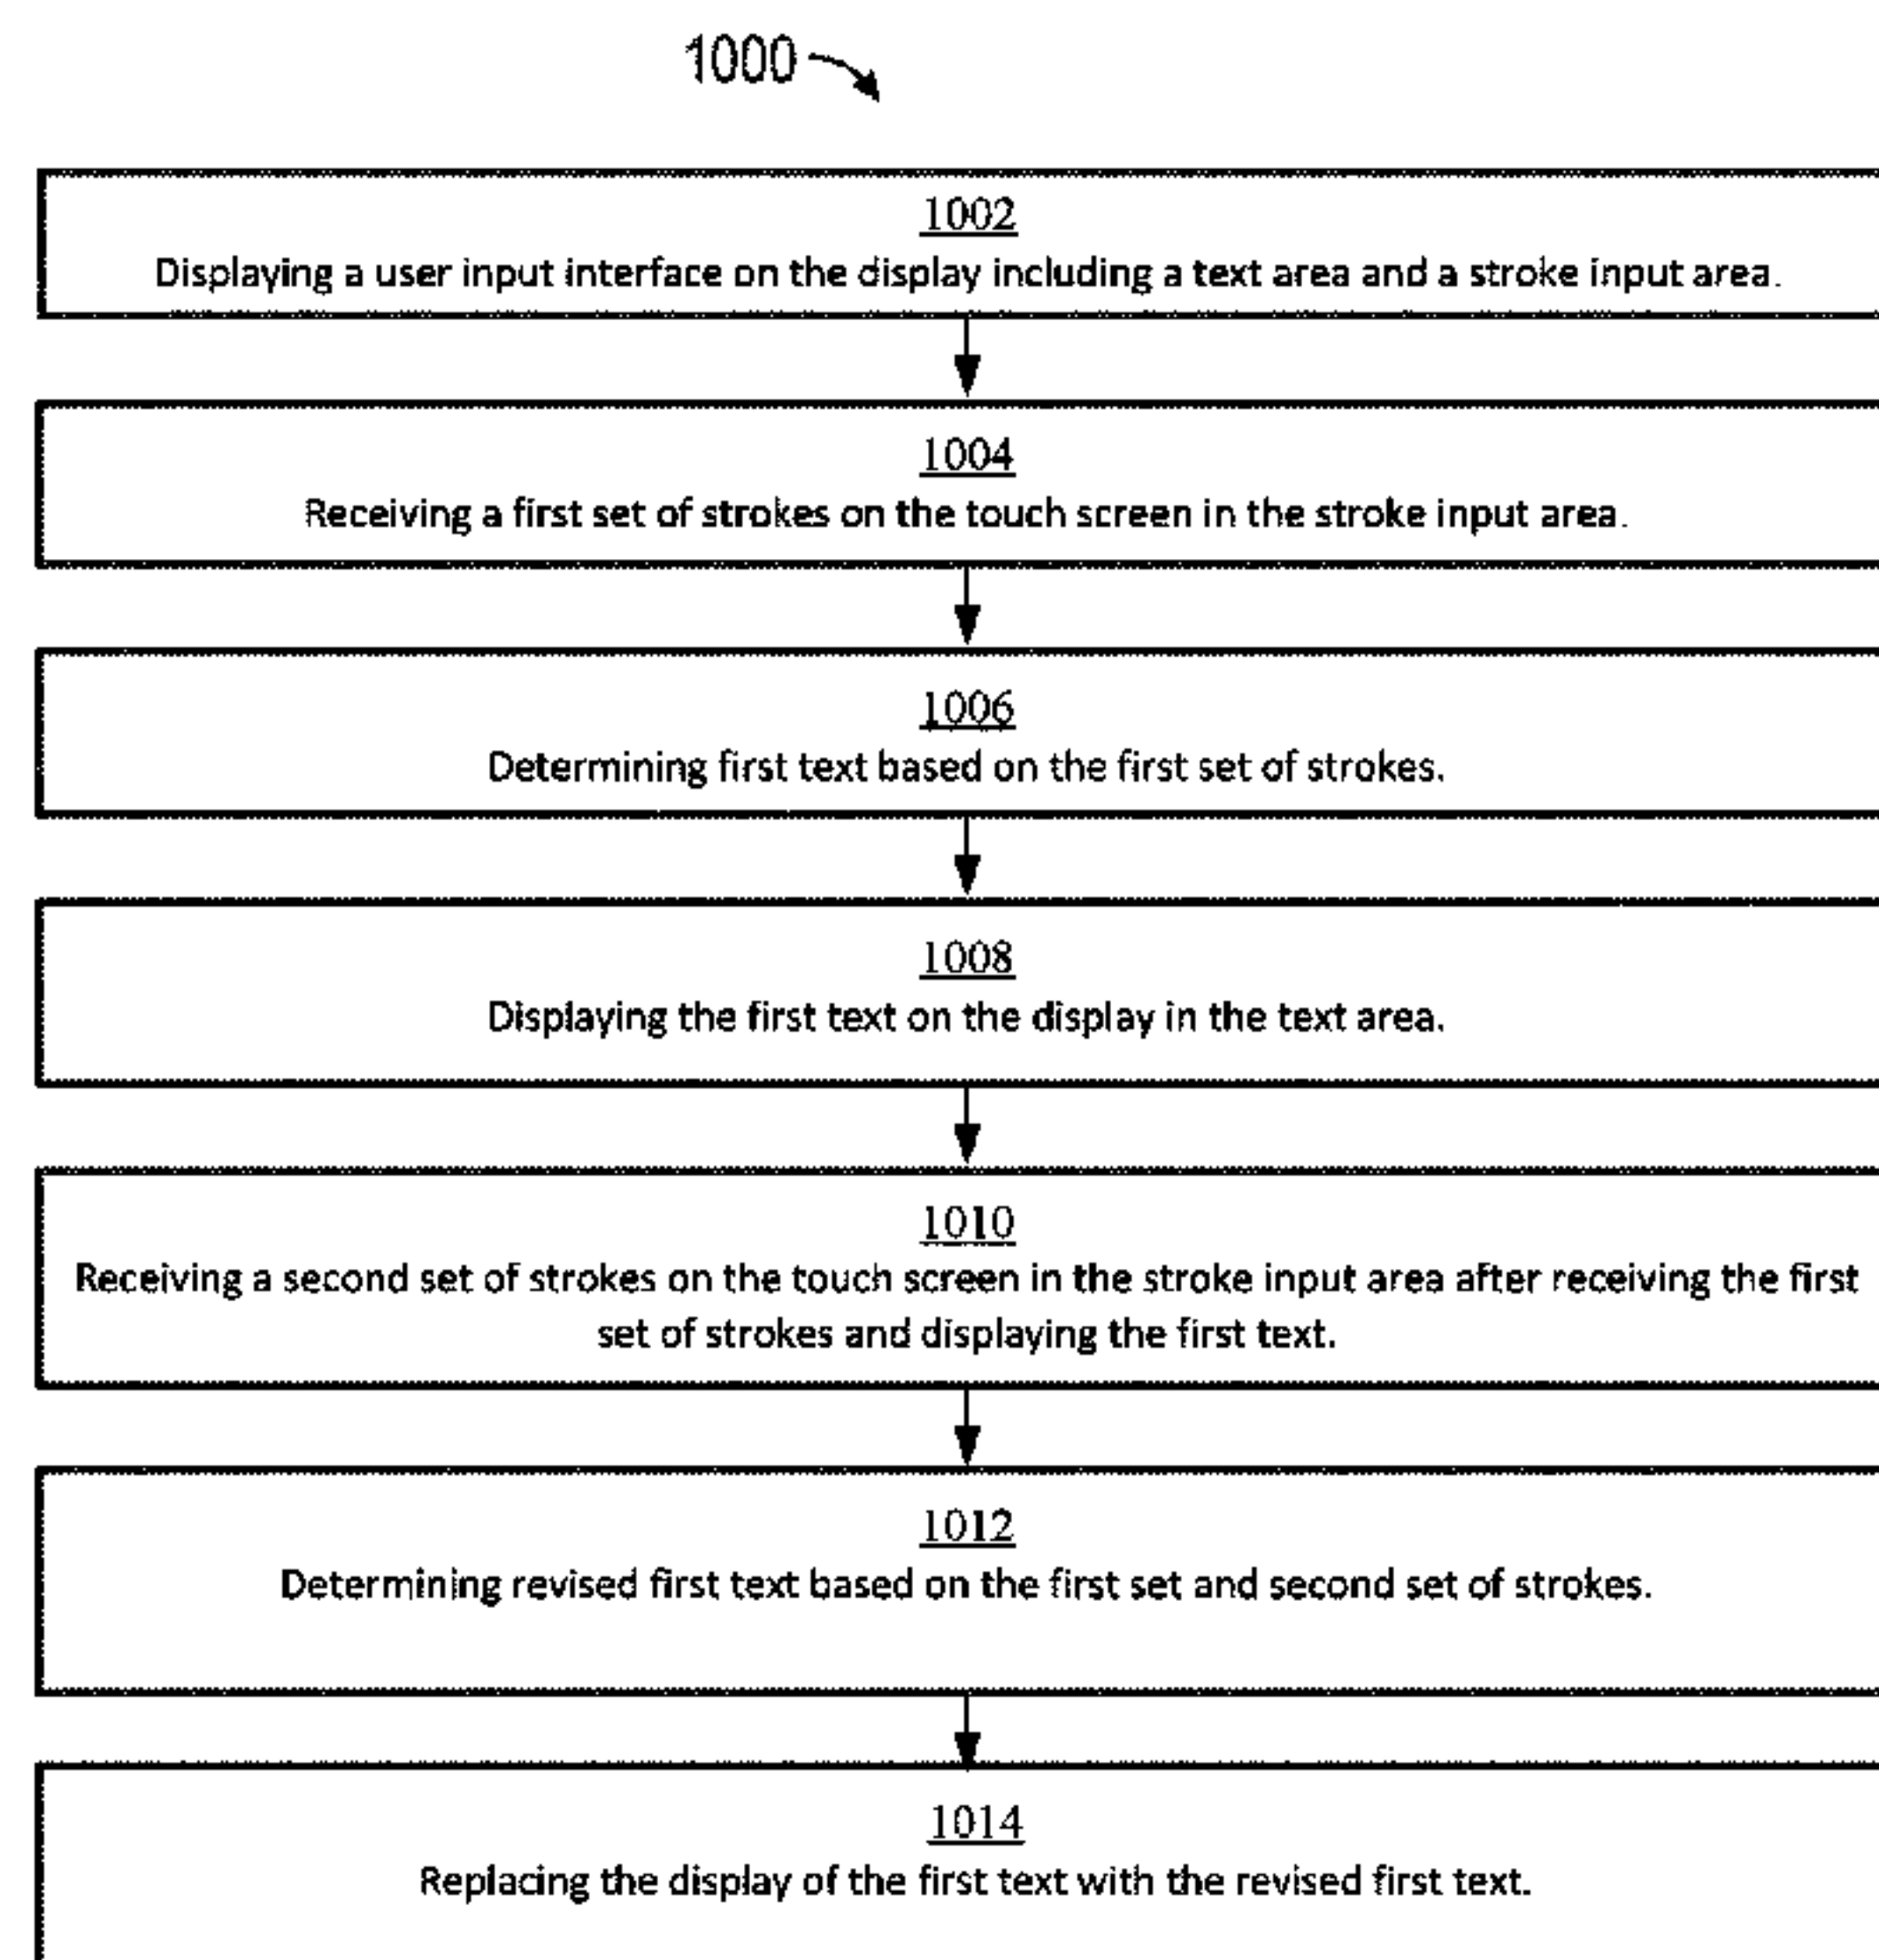 1000
1002
Displaying a user input interface on the display including a text area and a stroke input area.
1004
Receiving a first set of strokes on the touch screen in the stroke input area.
1006
Determining first text based on the first set of strokes.
1008
Displaying the first text on the display in the text area.
1010
Receiving a second set of strokes on the touch screen in the stroke input area after receiving the first
set of strokes and displaying the first text.
1012
Determining revised first text based on the first set and second set of strokes.
1014
Replacing the display of the first text with the revised first text.